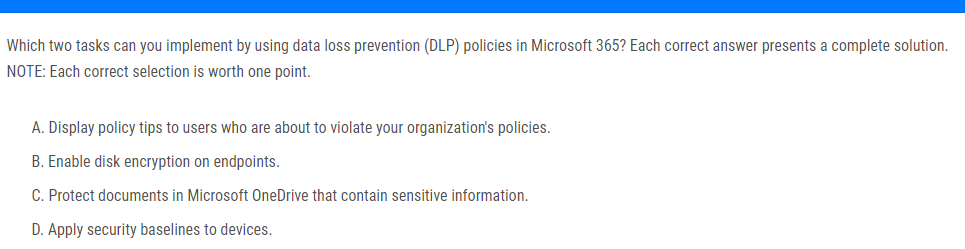 Which two tasks can you implement by using data loss prevention (DLP) policies in Microsoft 365? Each correct answer presents a complete solution.
NOTE: Each correct selection is worth one point.
A. Display policy tips to users who are about to violate your organization's policies.
B. Enable disk encryption on endpoints.
C. Protect documents in Microsoft OneDrive that contain sensitive information.
D. Apply security baselines to devices.